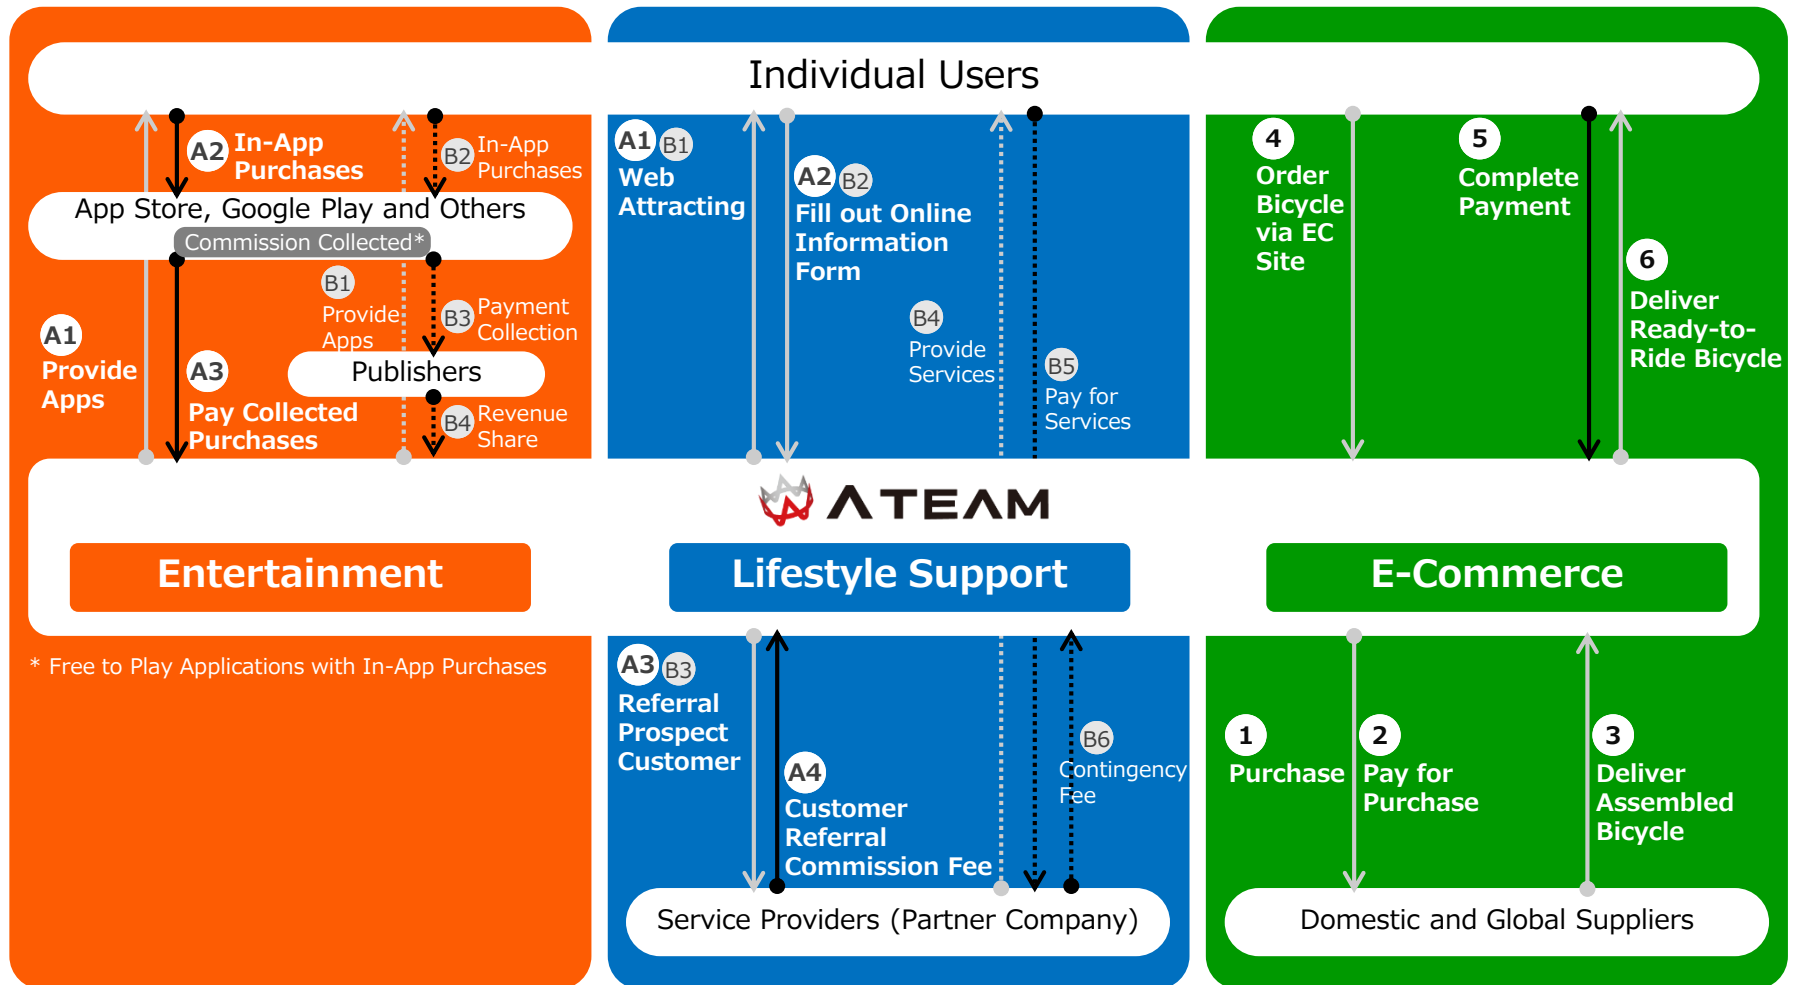 Individual Users
A2
In-App
Purchases
B2
In-App
Purchases
App Store, Google Play and Others
Commission Collected*
A1
Provide
Apps
A3
Pay Collected
Purchases
B1
Provide
Apps
B3
Payment
Collection
Publishers
B4
Revenue
Share
A1 B1
Web
Attracting
A2 B2
Fill out Online
Information
Form
B4
Provide
Services
B5
Pay for
Services
4
Order
Bicycle
via EC
Site
5
Complete
Payment
6
Deliver
Ready-to-
Ride Bicycle
ATEAM
Entertainment
Lifestyle Support
E-Commerce
* Free to Play Applications with In-App Purchases
A3 B3
Referral
Prospect
Customer
A4
Customer
Referral
Commission Fee
B6
Contingency
Fee
Service Providers (Partner Company)
1
Purchase
2
Pay for
Purchase
3
Deliver
Assembled
Bicycle
Domestic and Global Suppliers